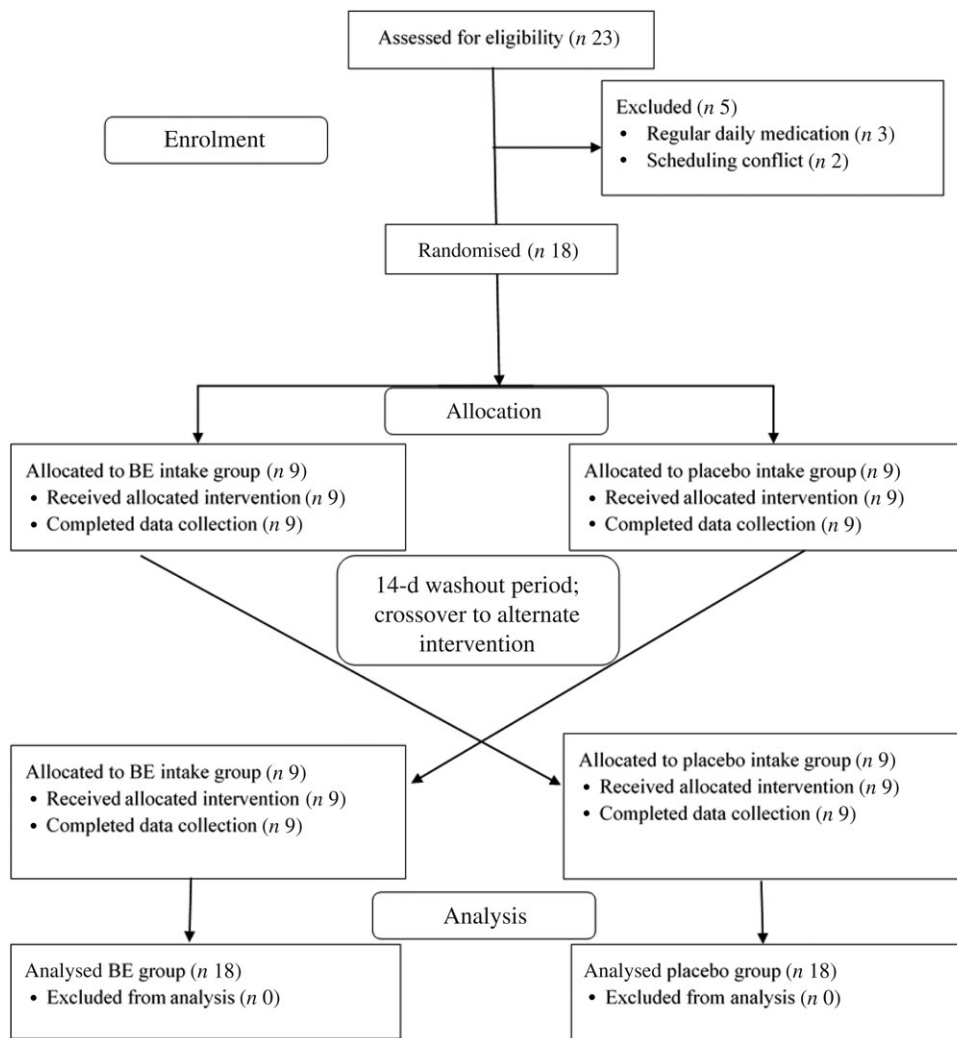 Assessed for eligibility (n 23)
Enrolment
Excluded (n 5)
• Regular daily medication (n 3)
• Scheduling conflict (n 2)
Randomised (n 18)
Allocation
Allocated to BE intake group (n 9)
• Received allocated intervention (n 9)
• Completed data collection (n 9)
Allocated to placebo intake group (n 9)
• Received allocated intervention (n 9)
• Completed data collection (n 9)
14-d washout period;
crossover to alternate
intervention
Allocated to BE intake group (n 9)
• Received allocated intervention (n 9)
• Completed data collection (n 9)
Allocated to placebo intake group (n 9)
• Received allocated intervention (n 9)
• Completed data collection (n 9)
Analysis
Analysed BE group (n 18)
• Excluded from analysis (n 0)
Analysed placebo group (n 18)
• Excluded from analysis (n 0)